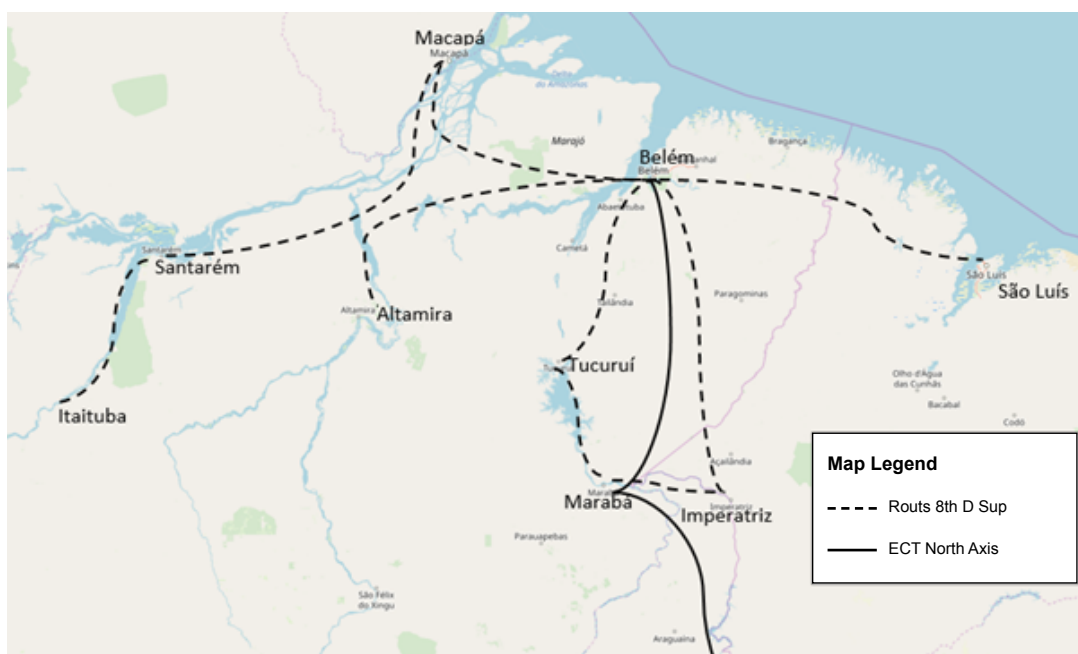 Macapá
Macapá
Delta
do Amazonas
Marajó
Bragança
Belém
Belém
Abaetetuba
Cametá
Santarém
Santarém
São Luís
São Luís
Tailândia
Paragominas
Altamira
Altamira
Tucuruí
Olho d'Água
das Cunhãs
Bacabal
Codó
Itaituba
Açailândia
Marabá
Imperatriz
Imperatriz
Parauapebas
São Félix
do Xingu
Araguaína
Map Legend
Routs 8th D Sup
ECT North Axis